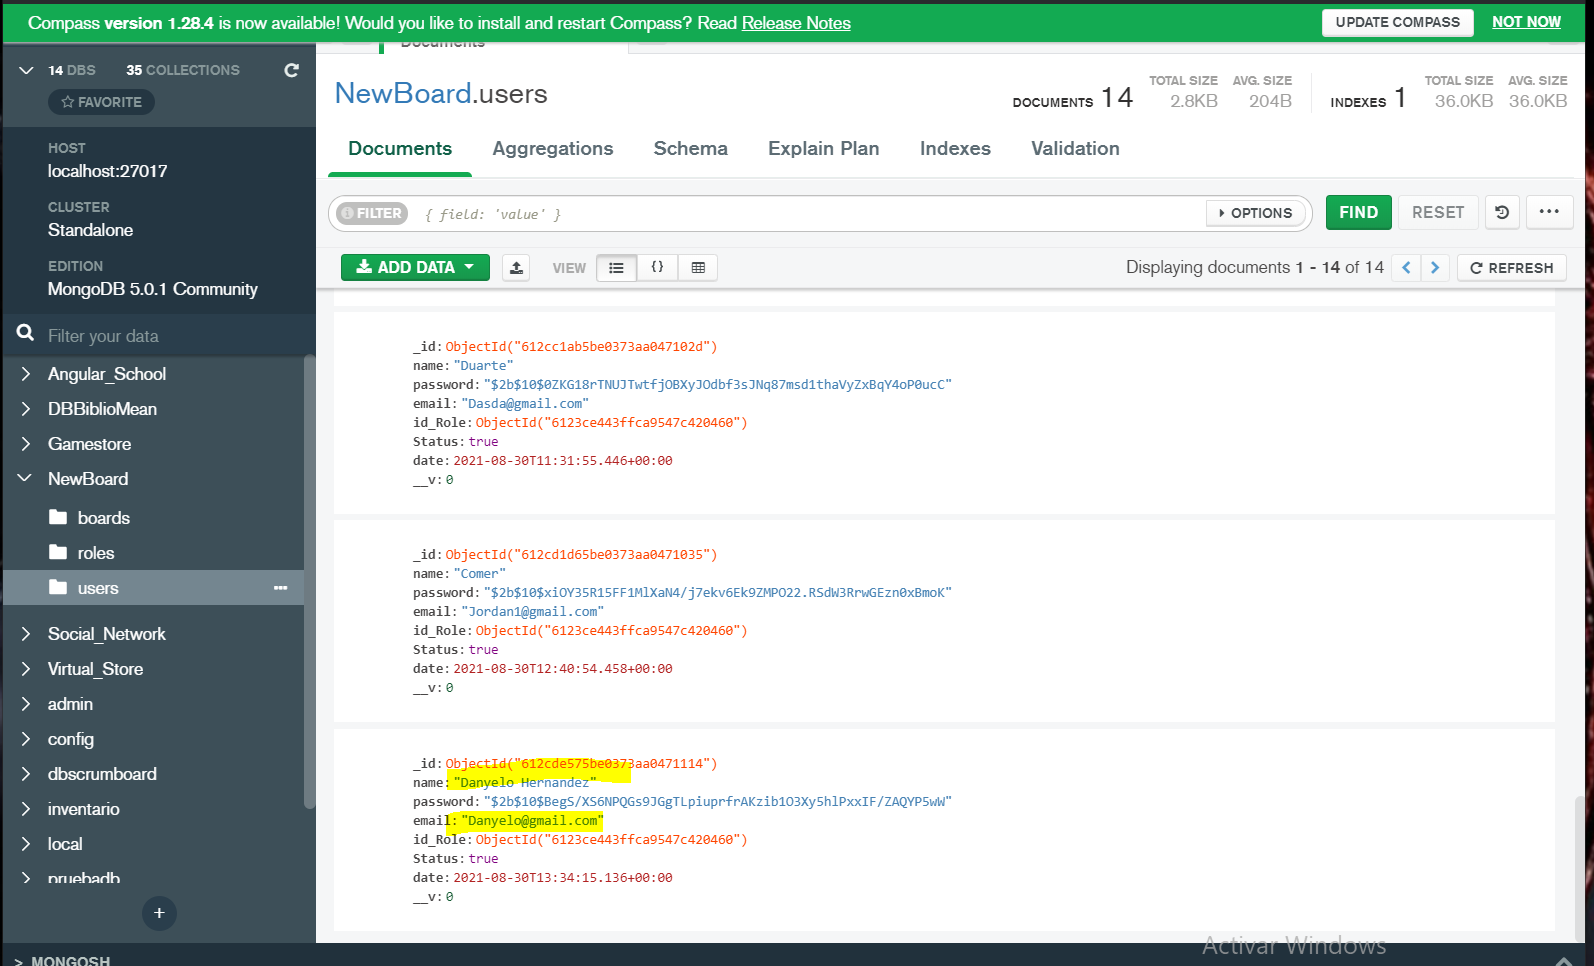 Compass version 1.28.4 is now available! Would you like to install and restart Compass? Read Release Notes
UPDATE COMPASS
NOT NOW
Documents
14 DBS
35 COLLECTIONS
FAVORITE
HOST
localhost:27017
CLUSTER
Standalone
EDITION
MongoDB 5.0.1 Community
Filter your data
Angular_School
DBBiblioMean
Gamestore
NewBoard
boards
roles
users
Social_Network
Virtual_Store
admin
config
dbscrumboard
inventario
local
pruebadb
+
> MONGOSH
NewBoard.users
DOCUMENTS 14
TOTAL SIZE
2.8KB
AVG. SIZE
204B
INDEXES 1
TOTAL SIZE
36.0KB
AVG. SIZE
36.0KB
Documents
Aggregations
Schema
Explain Plan
Indexes
Validation
FILTER
{ field: 'value' }
OPTIONS
FIND
RESET
ADD DATA
VIEW
{}
Displaying documents 1 - 14 of 14
REFRESH
_id: ObjectId("612cc1ab5be0373aa047102d")
name: "Duarte"
password: "$2b$10$0ZKG18rTNUJTwtfjOBXyJOdbf3sJNq87msd1thaVyZxBqY4oP0ucC"
email: "Dasda@gmail.com"
id_Role: ObjectId("6123ce443ffca9547c420460")
Status: true
date: 2021-08-30T11:31:55.446+00:00
__v: 0
_id: ObjectId("612cd1d65be0373aa0471035")
name: "Comer"
password: "$2b$10$xiOY35R15FF1MlXaN4/j7ekv6Ek9ZMPO22.RSdW3RrwGEzn0xBmoK"
email: "Jordan1@gmail.com"
id_Role: ObjectId("6123ce443ffca9547c420460")
Status: true
date: 2021-08-30T12:40:54.458+00:00
__v: 0
_id: ObjectId("612cde575be0373aa0471114")
name: "Danyelo Hernandez"
password: "$2b$10$BegS/XS6NPQGs9JGgTLpiuprfrAKzib1O3Xy5hlPxxIF/ZAQYP5wW"
email: "Danyelo@gmail.com"
id_Role: ObjectId("6123ce443ffca9547c420460")
Status: true
date: 2021-08-30T13:34:15.136+00:00
__v: 0
Activar Windows